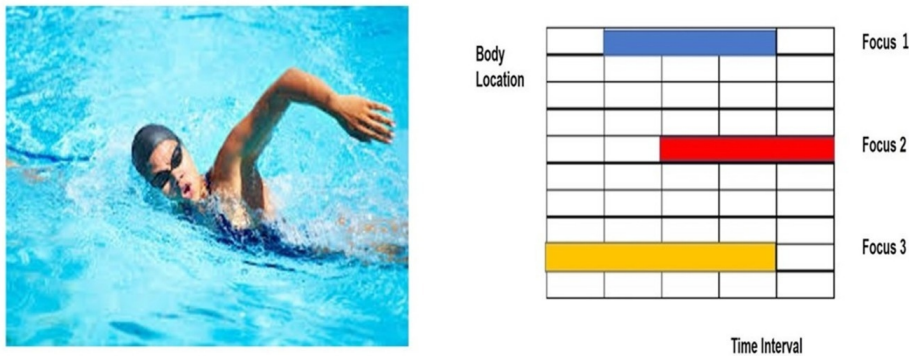 Body
Location
Focus 1
Focus 2
Focus 3
Time Interval